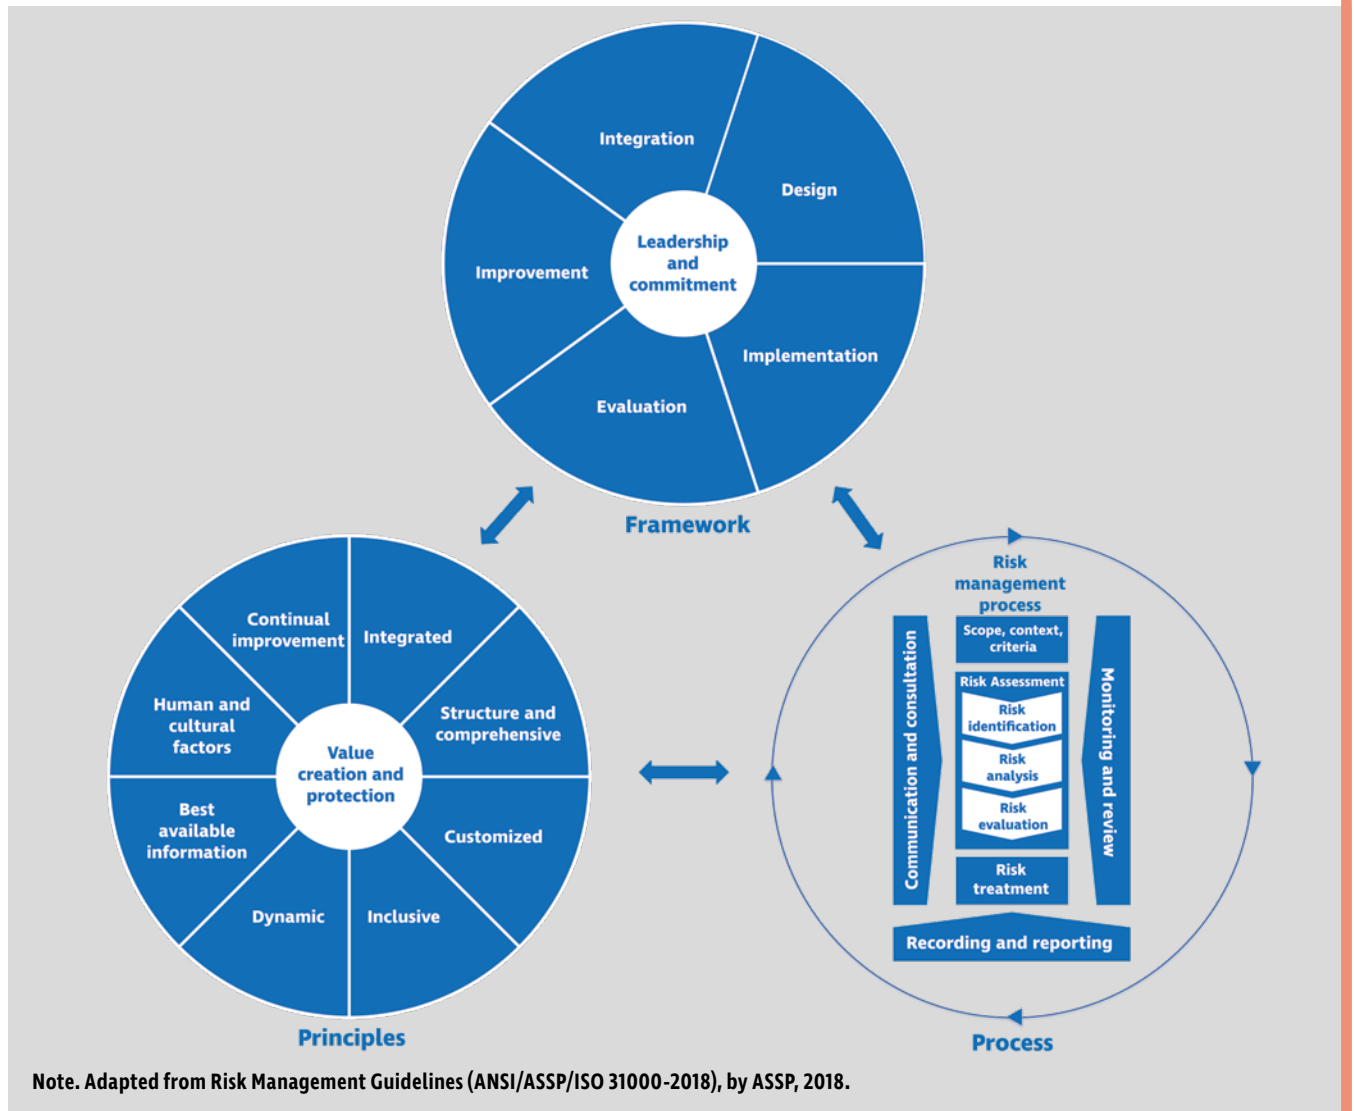 Integration
Design
Leadership
and
commitment
Improvement
Implementation
Evaluation
Framework
Continual
improvement
Integrated
Human and
cultural
factors
Structure and
comprehensive
Value
creation and
protection
Best
available
information
Customized
Dynamic
Inclusive
Principles
Risk
management
process
Scope, context,
criteria
Communication and consultation
Risk Assessment
Risk
identification
Risk
analysis
Risk
evaluation
Monitoring and review
Risk
treatment
Recording and reporting
Process
Note. Adapted from Risk Management Guidelines (ANSI/ASSP/ISO 31000-2018), by ASSP, 2018.